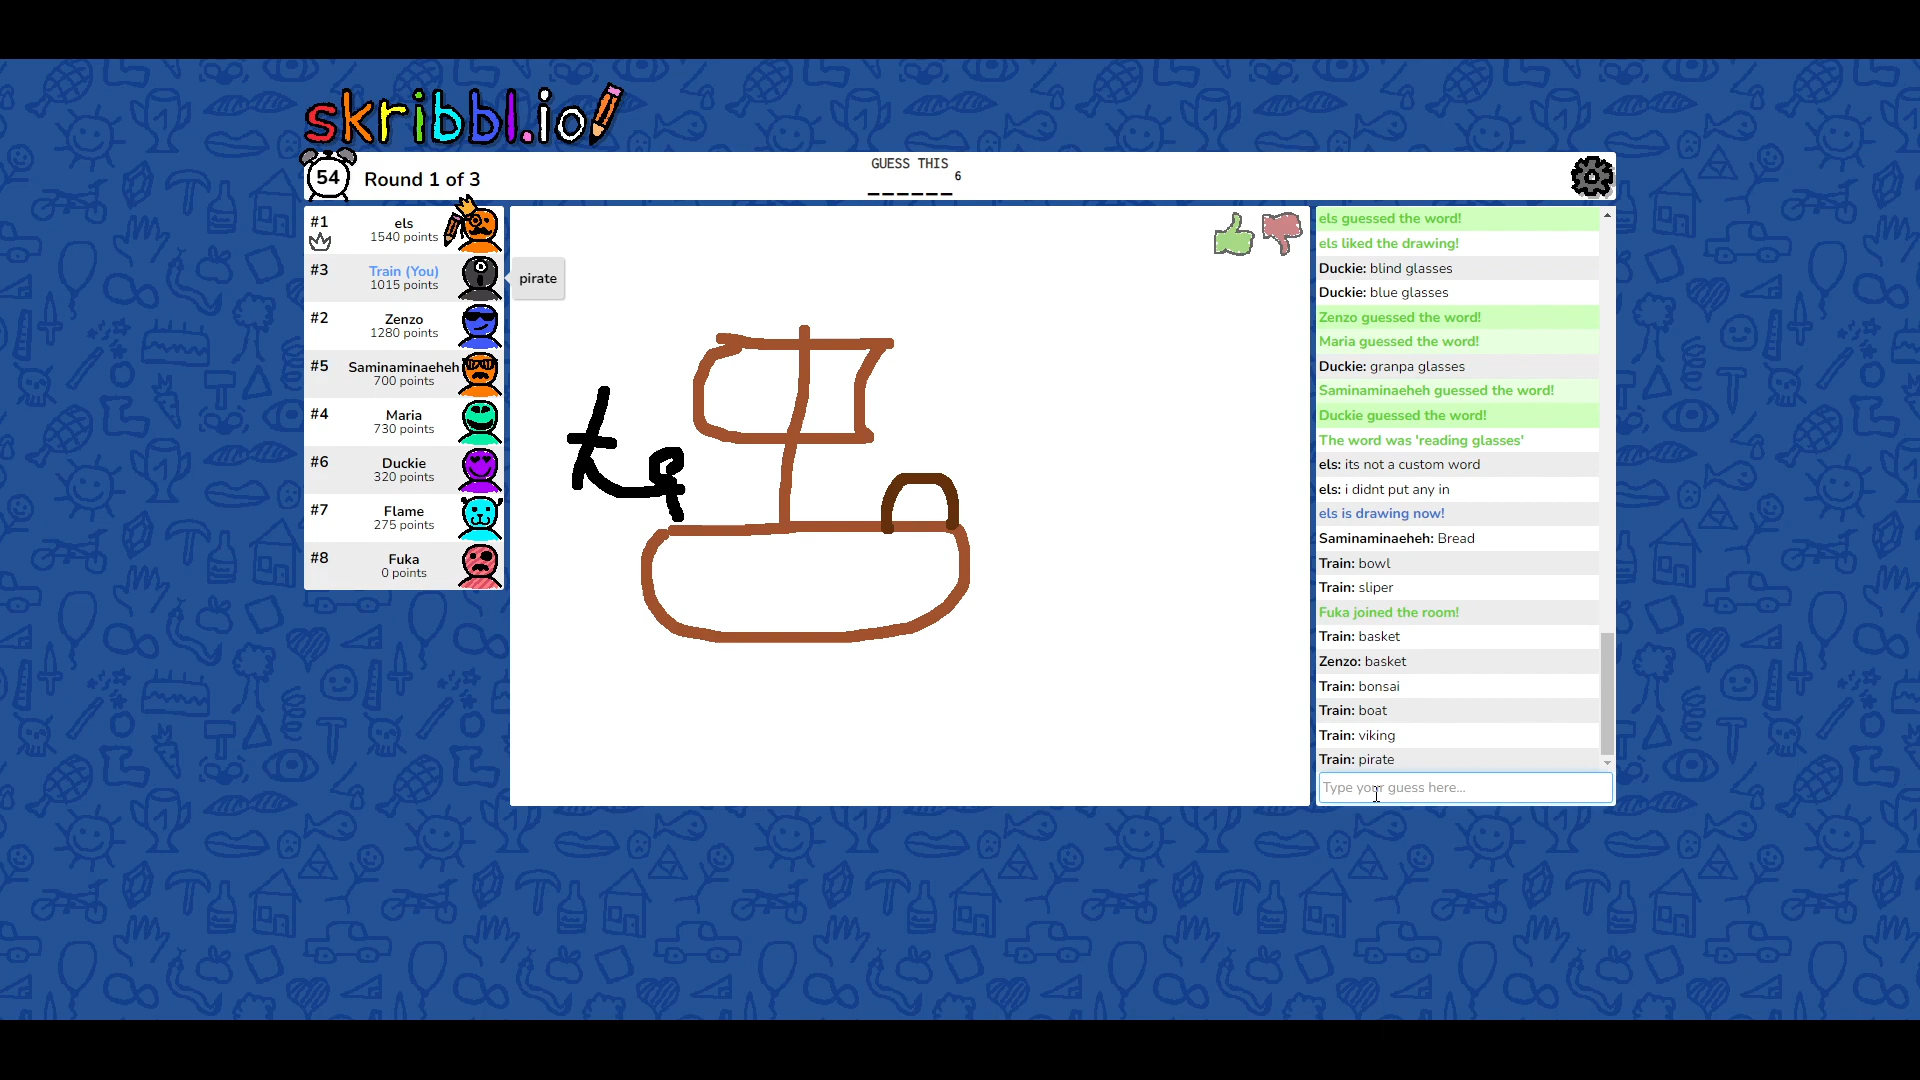 skribbl.io
54
Round 1 of 3
GUESS THIS
______ 6
#1 els
1540 points
#3 Train (You)
1015 points
pirate
#2 Zenzo
1280 points
#5 Saminaminaeheh
700 points
#4 Maria
730 points
#6 Duckie
320 points
#7 Flame
275 points
#8 Fuka
0 points
els guessed the word!
els liked the drawing!
Duckie: blind glasses
Duckie: blue glasses
Zenzo guessed the word!
Maria guessed the word!
Duckie: granpa glasses
Saminaminaeheh guessed the word!
Duckie guessed the word!
The word was 'reading glasses'
els: its not a custom word
els: i didnt put any in
els is drawing now!
Saminaminaeheh: Bread
Train: bowl
Train: sliper
Fuka joined the room!
Train: basket
Zenzo: basket
Train: bonsai
Train: boat
Train: viking
Train: pirate
Type your guess here...